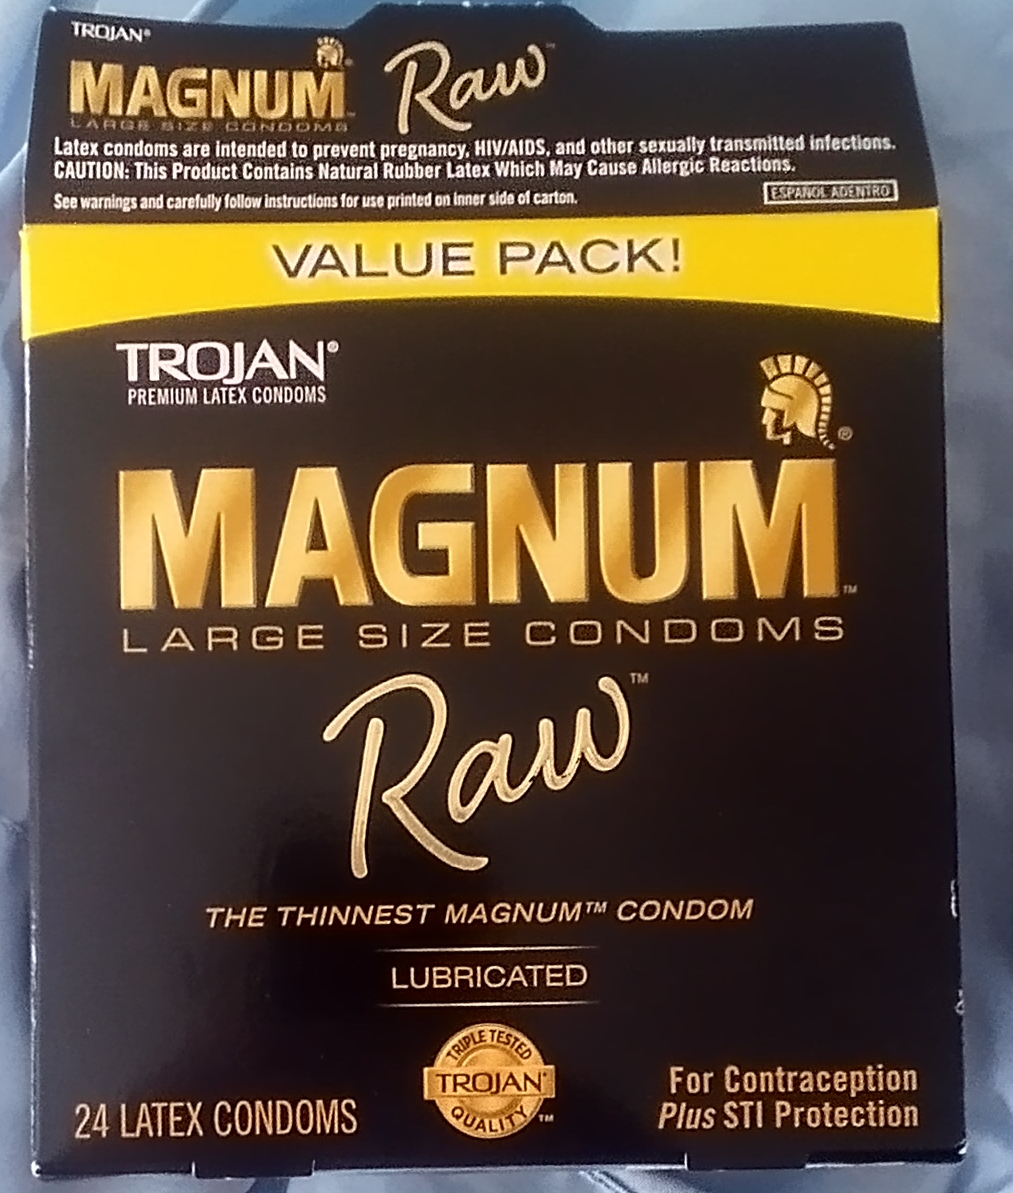 TROJAN®
MAGNUM™ Raw™
LARGE SIZE CONDOMS
Latex condoms are intended to prevent pregnancy, HIV/AIDS, and other sexually transmitted infections.
CAUTION: This Product Contains Natural Rubber Latex Which May Cause Allergic Reactions.
See warnings and carefully follow instructions for use printed on inner side of carton.
ESPAÑOL ADENTRO
VALUE PACK!
TROJAN®
PREMIUM LATEX CONDOMS
®
MAGNUM™
LARGE SIZE CONDOMS
Raw™
THE THINNEST MAGNUM™ CONDOM
LUBRICATED
TRIPLE TESTED
TROJAN®
QUALITY™
24 LATEX CONDOMS
For Contraception
Plus STI Protection